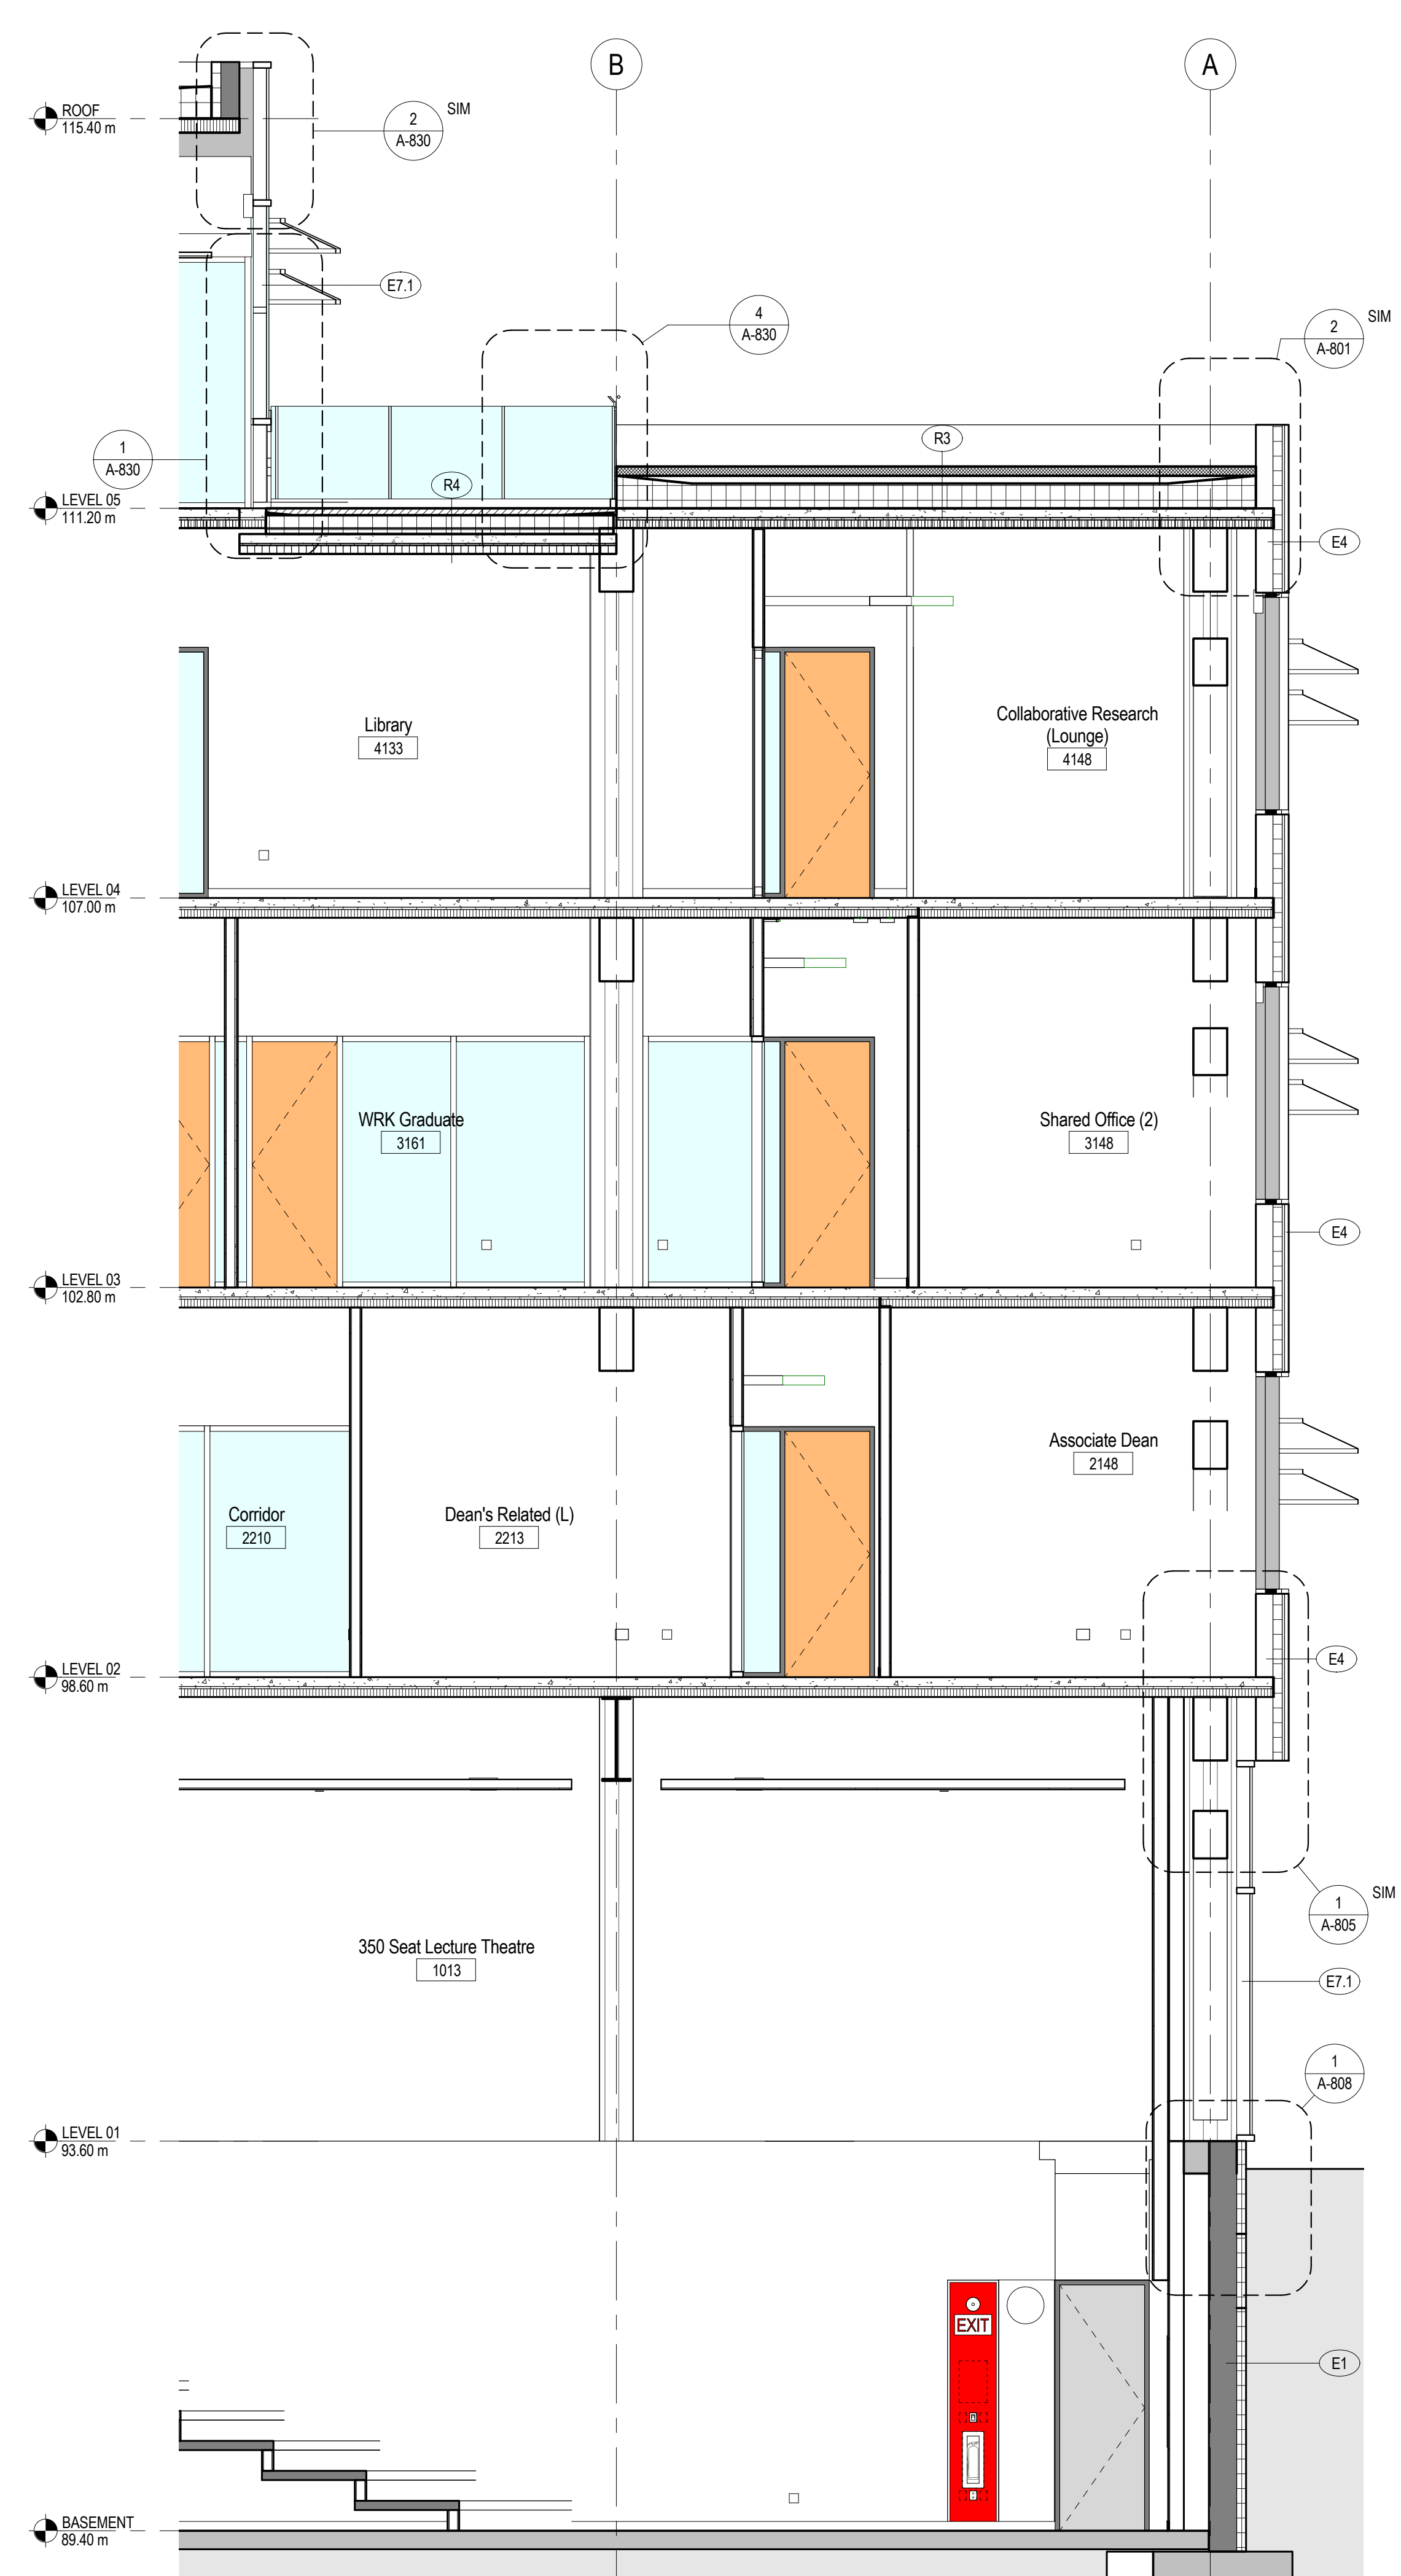 B
A
ROOF
115.40 m
2
A-830
SIM
E7.1
4
A-830
2
A-801
SIM
1
A-830
R3
R4
LEVEL 05
111.20 m
E4
Library
4133
Collaborative Research
(Lounge)
4148
LEVEL 04
107.00 m
WRK Graduate
3161
Shared Office (2)
3148
E4
LEVEL 03
102.80 m
Associate Dean
2148
Corridor
2210
Dean's Related (L)
2213
E4
LEVEL 02
98.60 m
1
A-805
SIM
350 Seat Lecture Theatre
1013
E7.1
1
A-808
LEVEL 01
93.60 m
EXIT
E1
BASEMENT
89.40 m